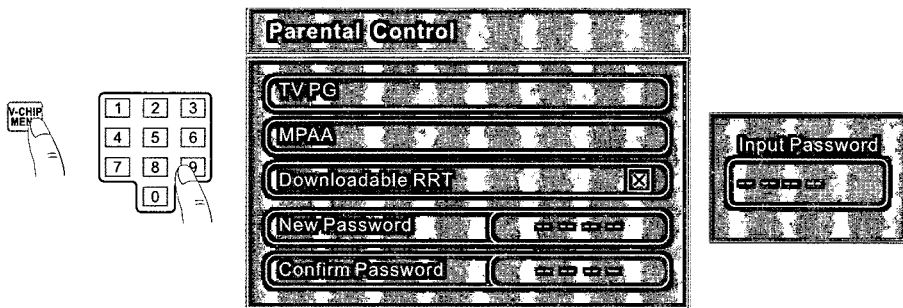 V-CHIP
MENU
1 2 3
4 5 6
7 8 9
0
Parental Control
TV PG
MPAA
Downloadable RRT
New Password
Confirm Password
Input Password